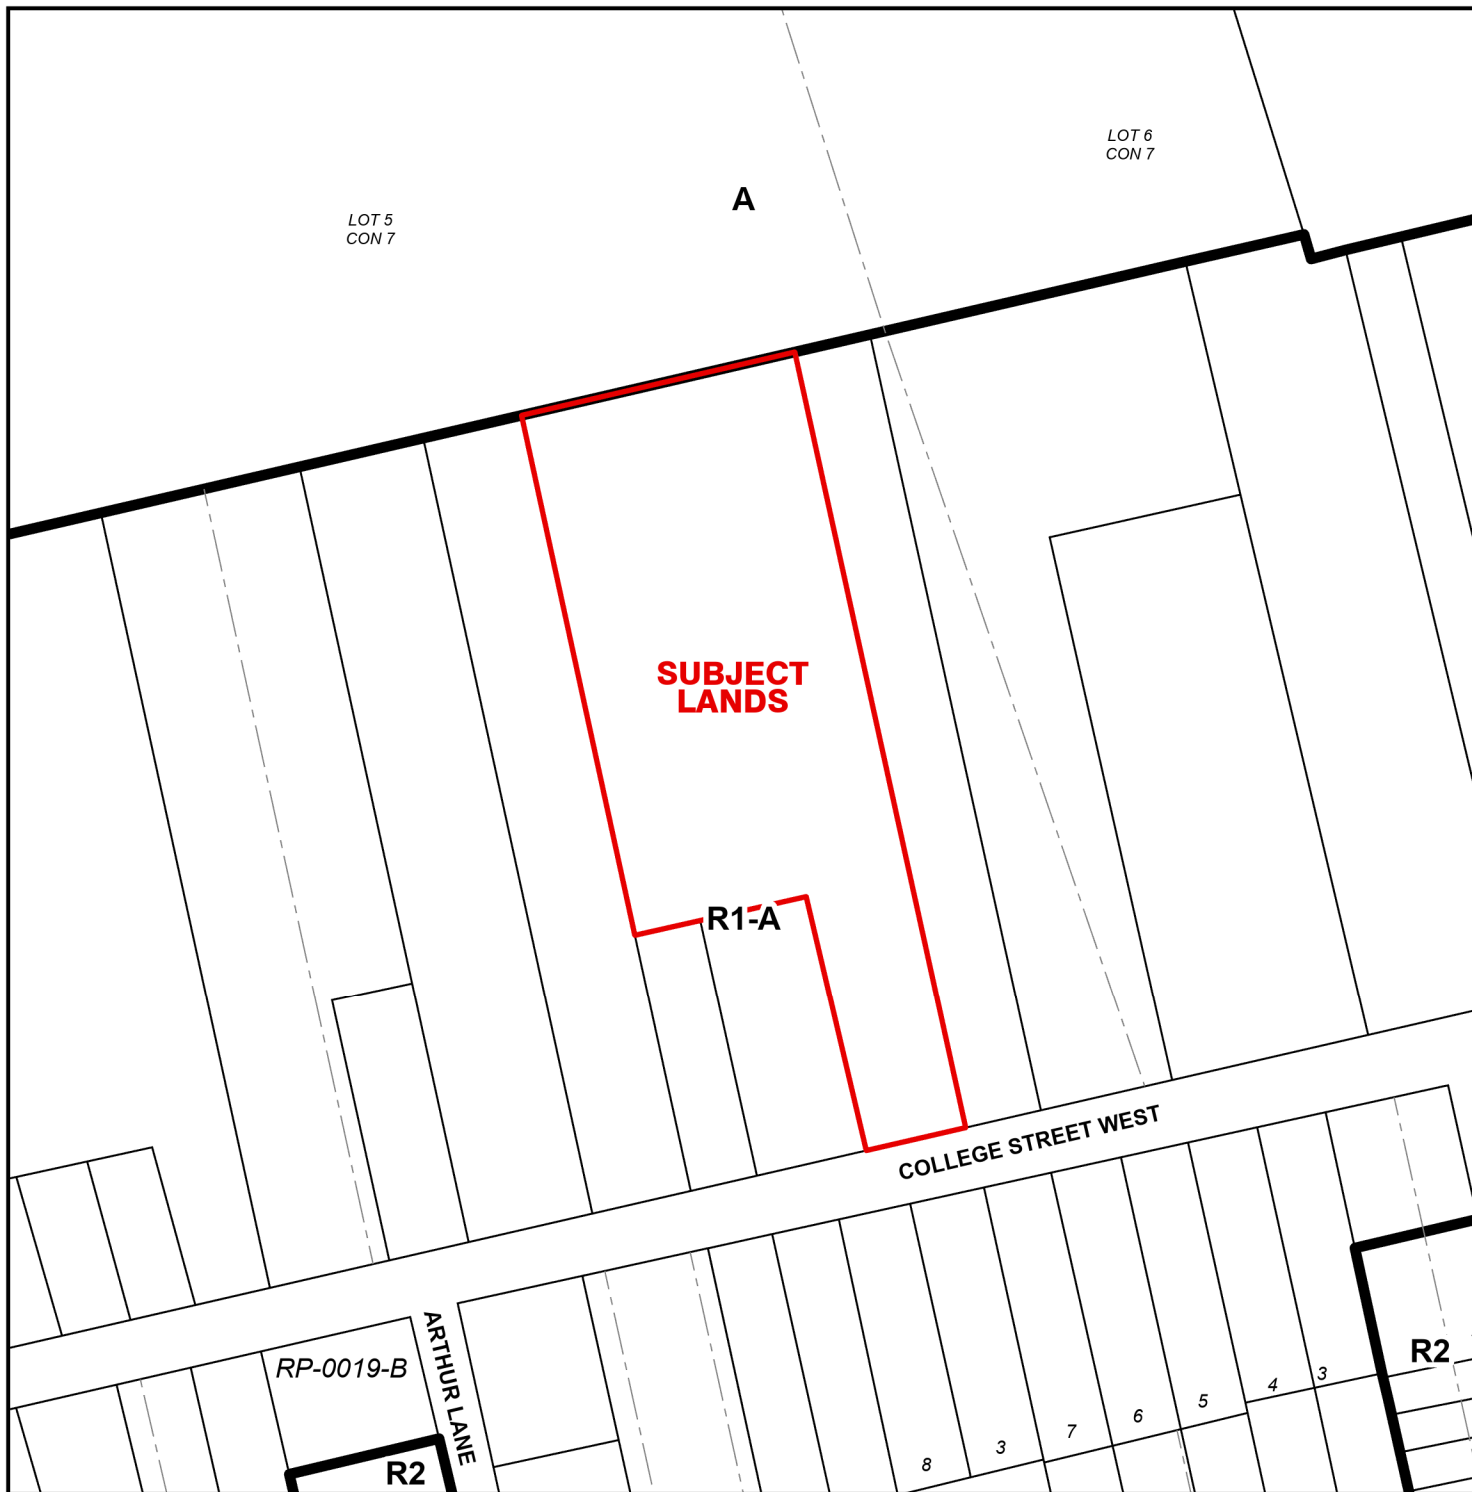 LOT 6
CON 7
A
LOT 5
CON 7
SUBJECT
LANDS
R1-A
COLLEGE STREET WEST
ARTHUR LANE
RP-0019-B
R2
R2
8
3
7
6
5
4
3